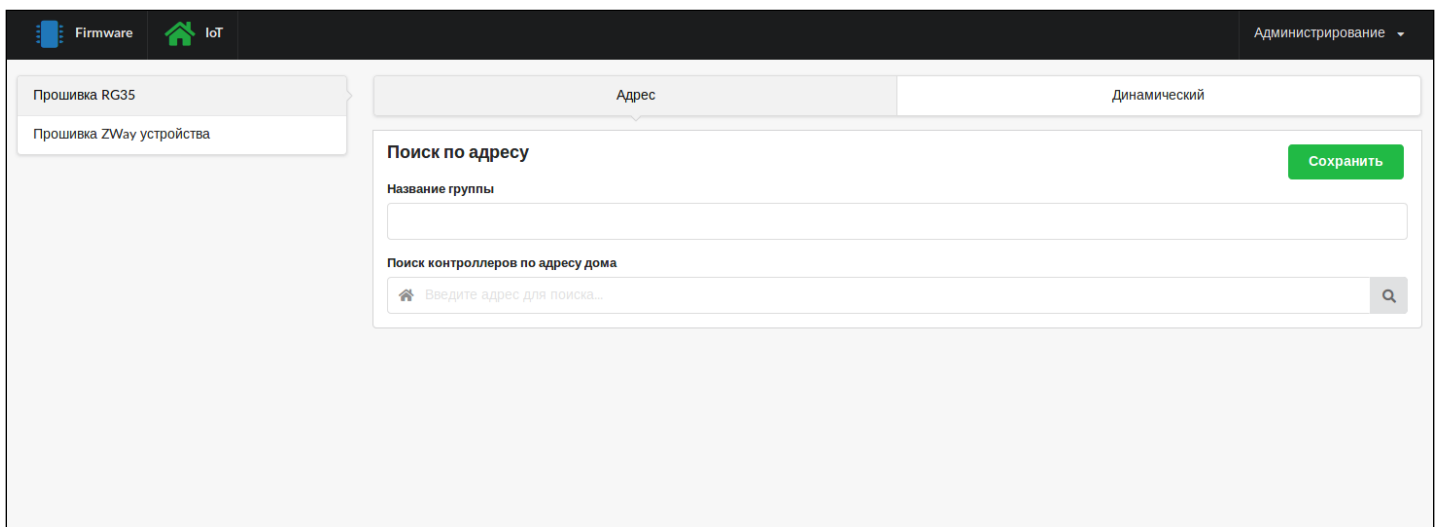 Firmware IoT Администрирование
Прошивка RG35
Прошивка ZWay устройства
Адрес Динамический
Поиск по адресу
Сохранить
Название группы
Поиск контроллеров по адресу дома
Введите адрес для поиска...